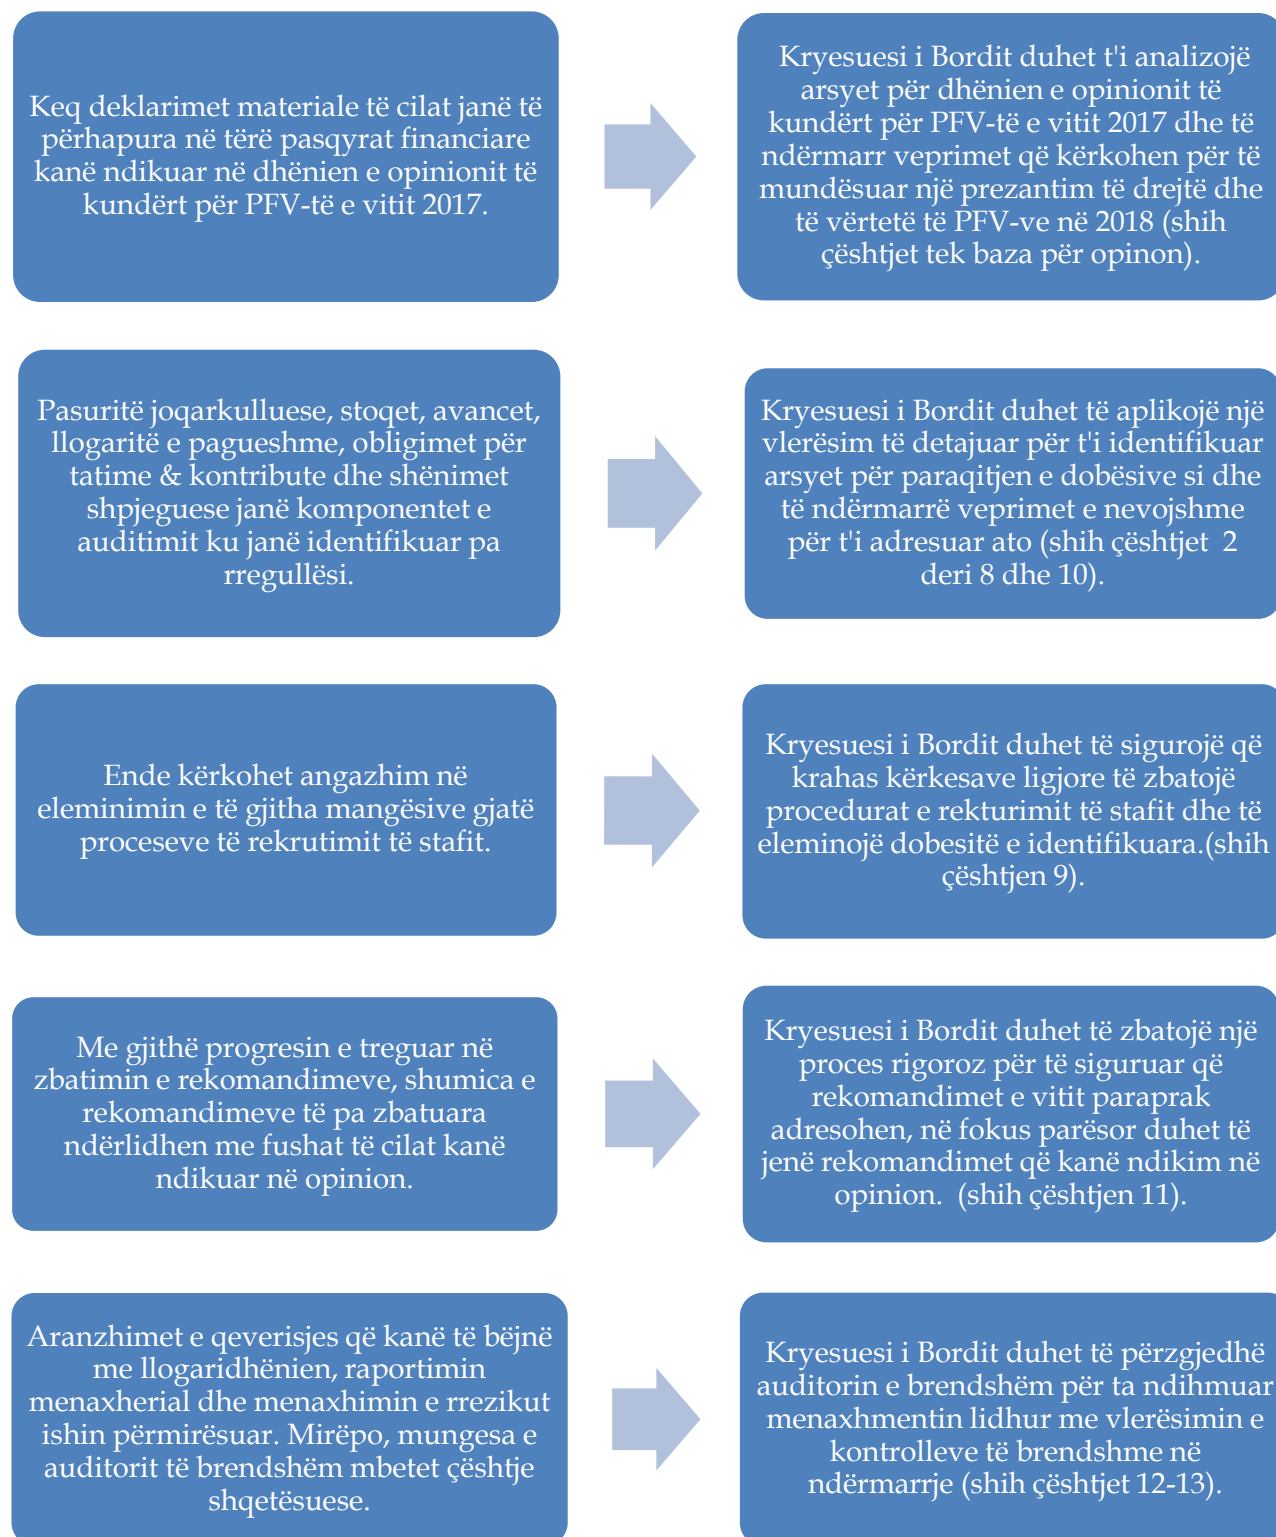 Keq deklarimet materiale të cilat janë të
përhapura në tërë pasqyrat financiare
kanë ndikuar në dhënien e opinionit të
kundërt për PFV-të e vitit 2017.
Kryesuesi i Bordit duhet t'i analizojë
arsyet për dhënien e opinionit të
kundërt për PFV-të e vitit 2017 dhe të
ndërmarr veprimet që kërkohen për të
mundësuar një prezantim të drejtë dhe
të vërtetë të PFV-ve në 2018 (shih
çështjet tek baza për opinon).
Pasuritë joqarkulluese, stoqet, avancet,
llogaritë e pagueshme, obligimet për
tatime & kontribute dhe shënimet
shpjeguese janë komponentet e
auditimit ku janë identifikuar pa
rregullësi.
Kryesuesi i Bordit duhet të aplikojë një
vlerësim të detajuar për t'i identifikuar
arsyet për paraqitjen e dobësive si dhe
të ndërmarrë veprimet e nevojshme
për t'i adresuar ato (shih çështjet  2
deri 8 dhe 10).
Ende kërkohet angazhim në
eleminimin e të gjitha mangësive gjatë
proceseve të rekrutimit të stafit.
Kryesuesi i Bordit duhet të sigurojë që
krahas kërkesave ligjore të zbatojë
procedurat e rekturimit të stafit dhe të
eleminojë dobesitë e identifikuara.(shih
çështjen 9).
Me gjithë progresin e treguar në
zbatimin e rekomandimeve, shumica e
rekomandimeve të pa zbatuara
ndërlidhen me fushat të cilat kanë
ndikuar në opinion.
Kryesuesi i Bordit duhet të zbatojë një
proces rigoroz për të siguruar që
rekomandimet e vitit paraprak
adresohen, në fokus parësor duhet të
jenë rekomandimet që kanë ndikim në
opinion.  (shih çështjen 11).
Aranzhimet e qeverisjes që kanë të bëjnë
me llogaridhënien, raportimin
menaxherial dhe menaxhimin e rrezikut
ishin përmirësuar. Mirëpo, mungesa e
auditorit të brendshëm mbetet çështje
shqetësuese.
Kryesuesi i Bordit duhet të përzgjedhë
auditorin e brendshëm për ta ndihmuar
menaxhmentin lidhur me vlerësimin e
kontrolleve të brendshme në
ndërmarrje (shih çështjet 12-13).